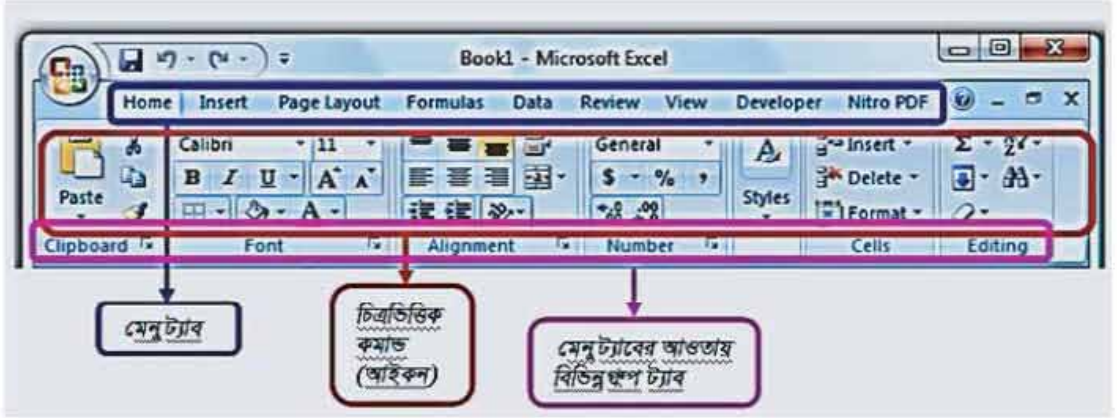 Book1 - Microsoft Excel
Home Insert Page Layout Formulas Data Review View Developer Nitro PDF
Calibri 11 General Insert
B I U A A $ % , Delete
Paste Styles
A Format
Clipboard Font Alignment Number Cells Editing
মেনু ট্যাব
চিত্রভিত্তিক
কমান্ড
(আইকন)
মেনু ট্যাবের আওতায়
বিভিন্ন গ্রুপ ট্যাব